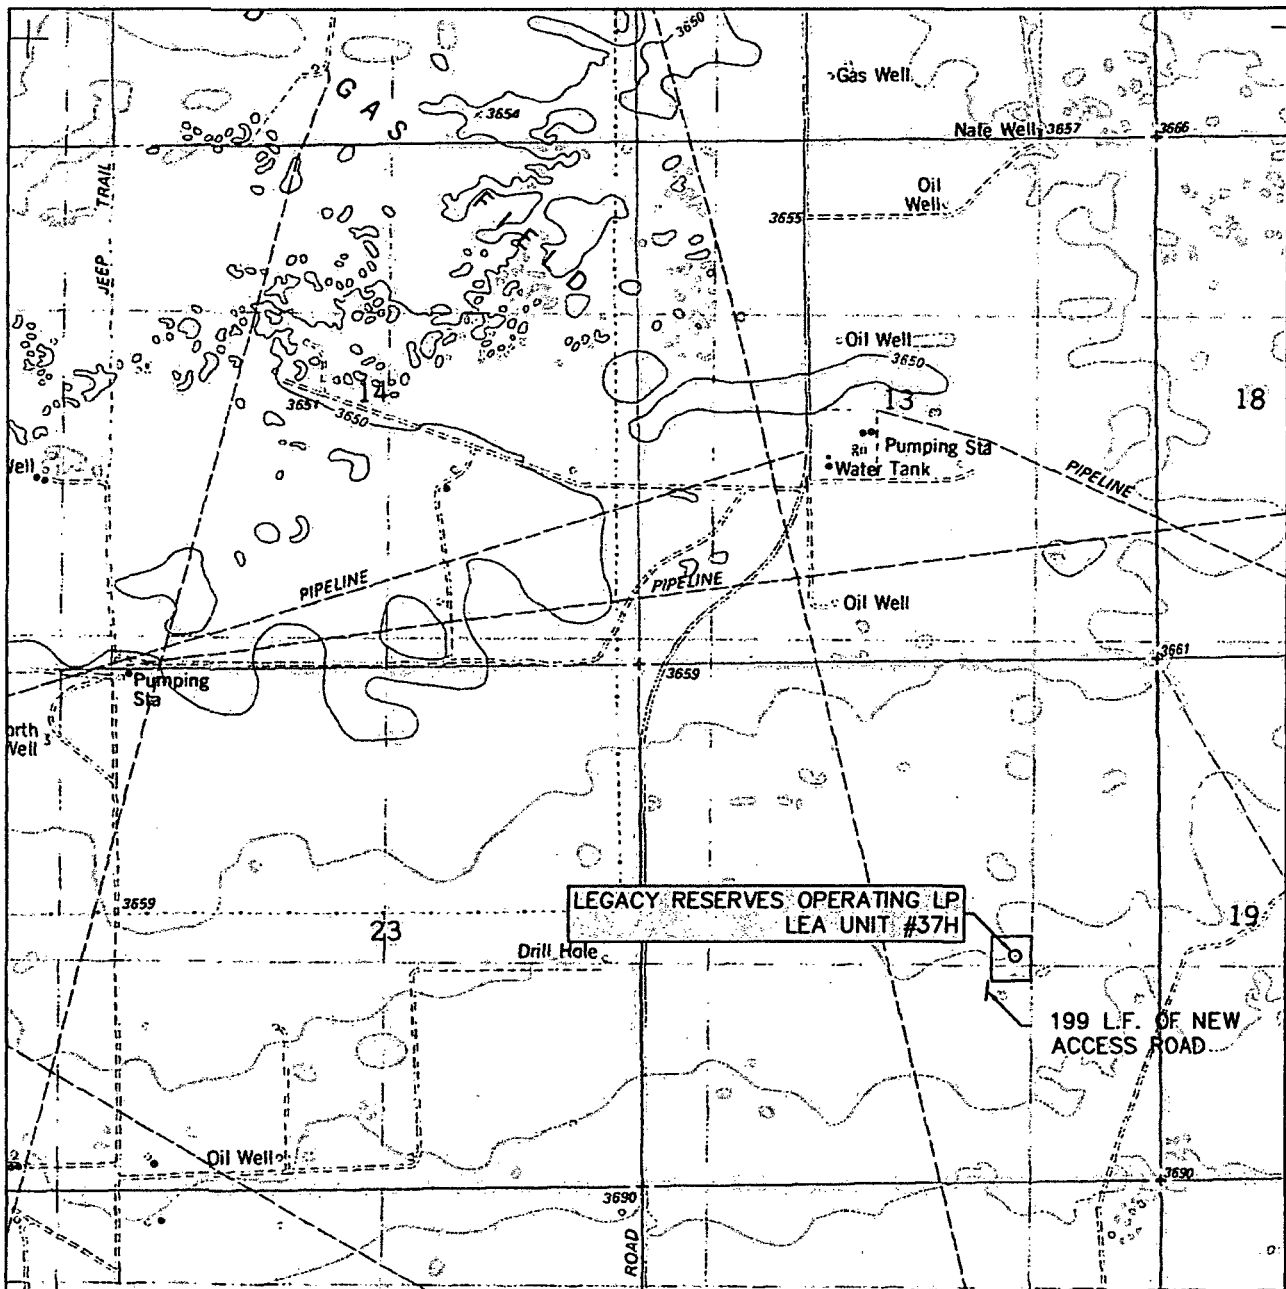 3650
GAS
Gas Well
3654
Nafe Well 3657
3666
TRAIL
Oil
Well
FIELD
3655
JEEP
Oil Well
3650
14
13
18
3651
3650
Pumping Sta
Water Tank
PIPELINE
Well
PIPELINE
PIPELINE
Oil Well
3661
3659
Pumping
Sta
orth
Well
3659
LEGACY RESERVES OPERATING LP
LEA UNIT #37H
23
19
Drill Hole
199 L.F. OF NEW
ACCESS ROAD
Oil Well
3690
3690
ROAD